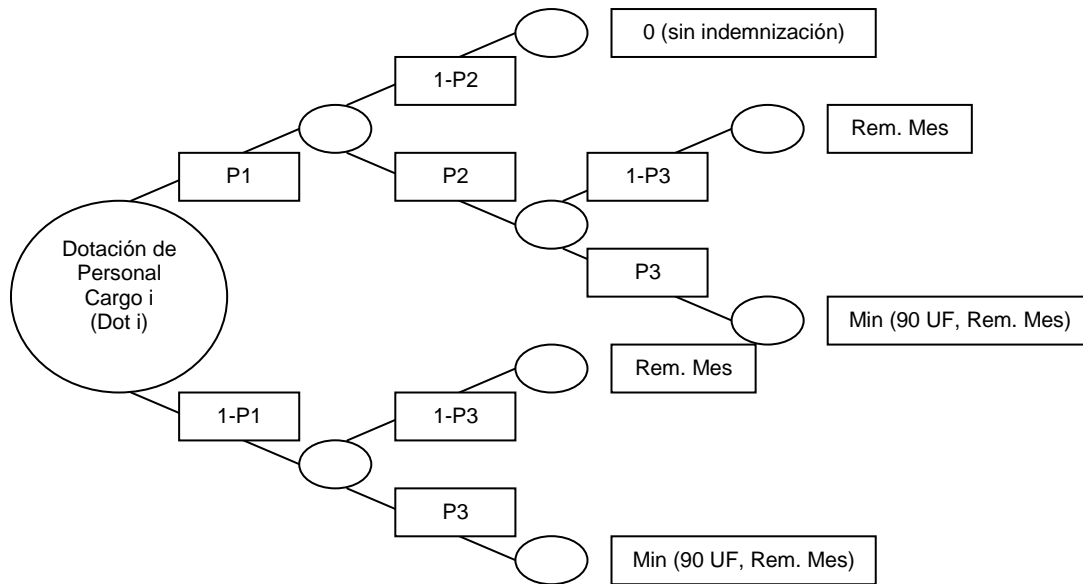 0 (sin indemnización)
1-P2
Rem. Mes
P1
P2
1-P3
Dotación de
Personal
Cargo i
(Dot i)
P3
Min (90 UF, Rem. Mes)
Rem. Mes
1-P1
1-P3
P3
Min (90 UF, Rem. Mes)